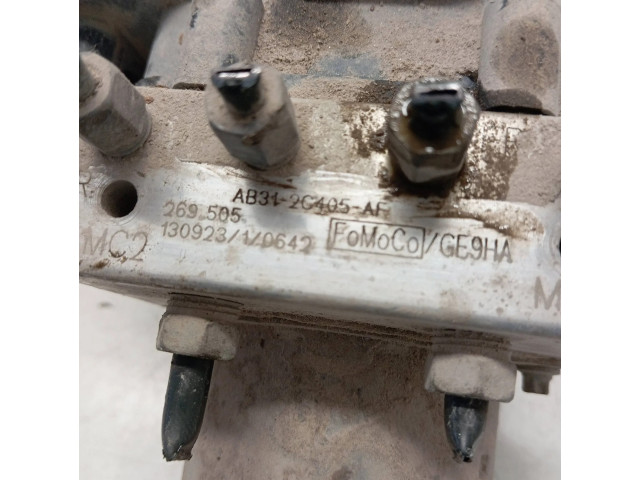 AB31-2C405-AF
269 505
MC2 130923/1/0642 FoMoCo/GE9HA
M